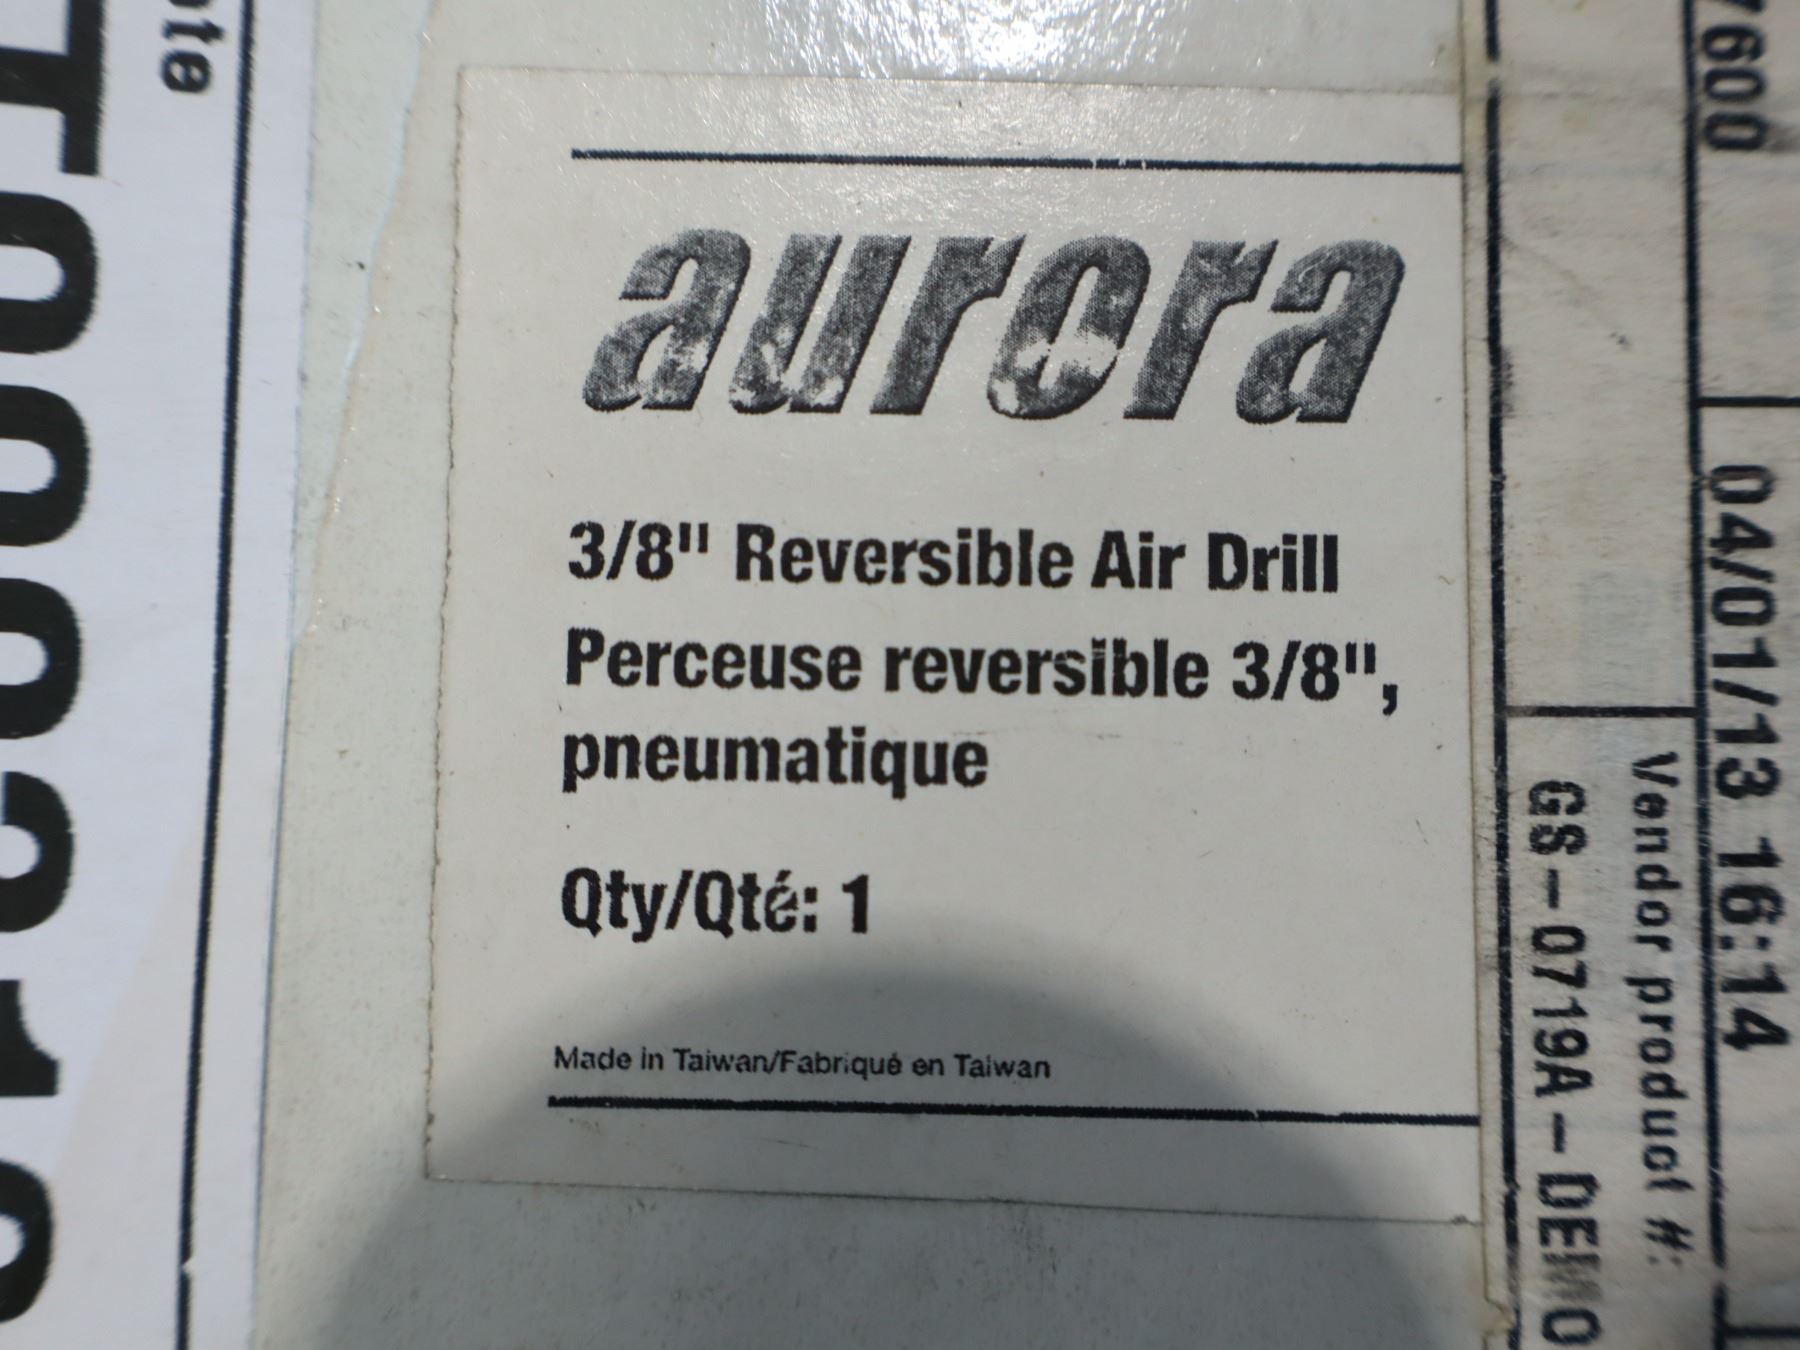 aurora
3/8" Reversible Air Drill
Perceuse reversible 3/8",
pneumatique
Qty/Qté: 1
Made in Taiwan/Fabriqué en Taiwan
7600
04/01/13 16:14
Vendor product #:
GS-0719A-DEMO